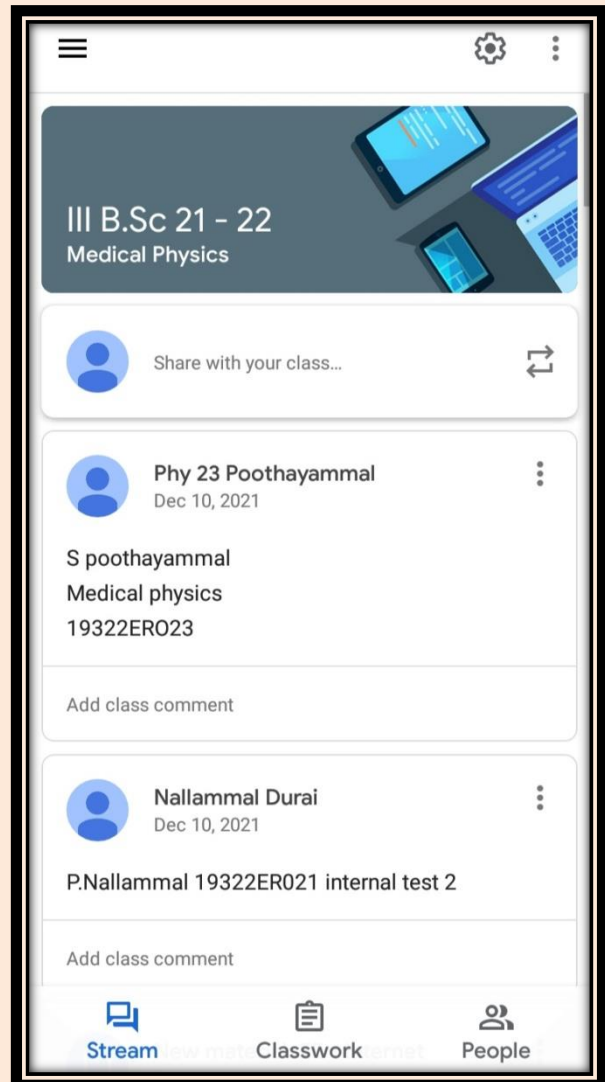 III B.Sc 21 - 22
Medical Physics
Share with your class...
Phy 23 Poothayammal
Dec 10, 2021
S poothayammal
Medical physics
19322ERO23
Add class comment
Nallammal Durai
Dec 10, 2021
P.Nallammal 19322ER021 internal test 2
Add class comment
Stream
Classwork
People